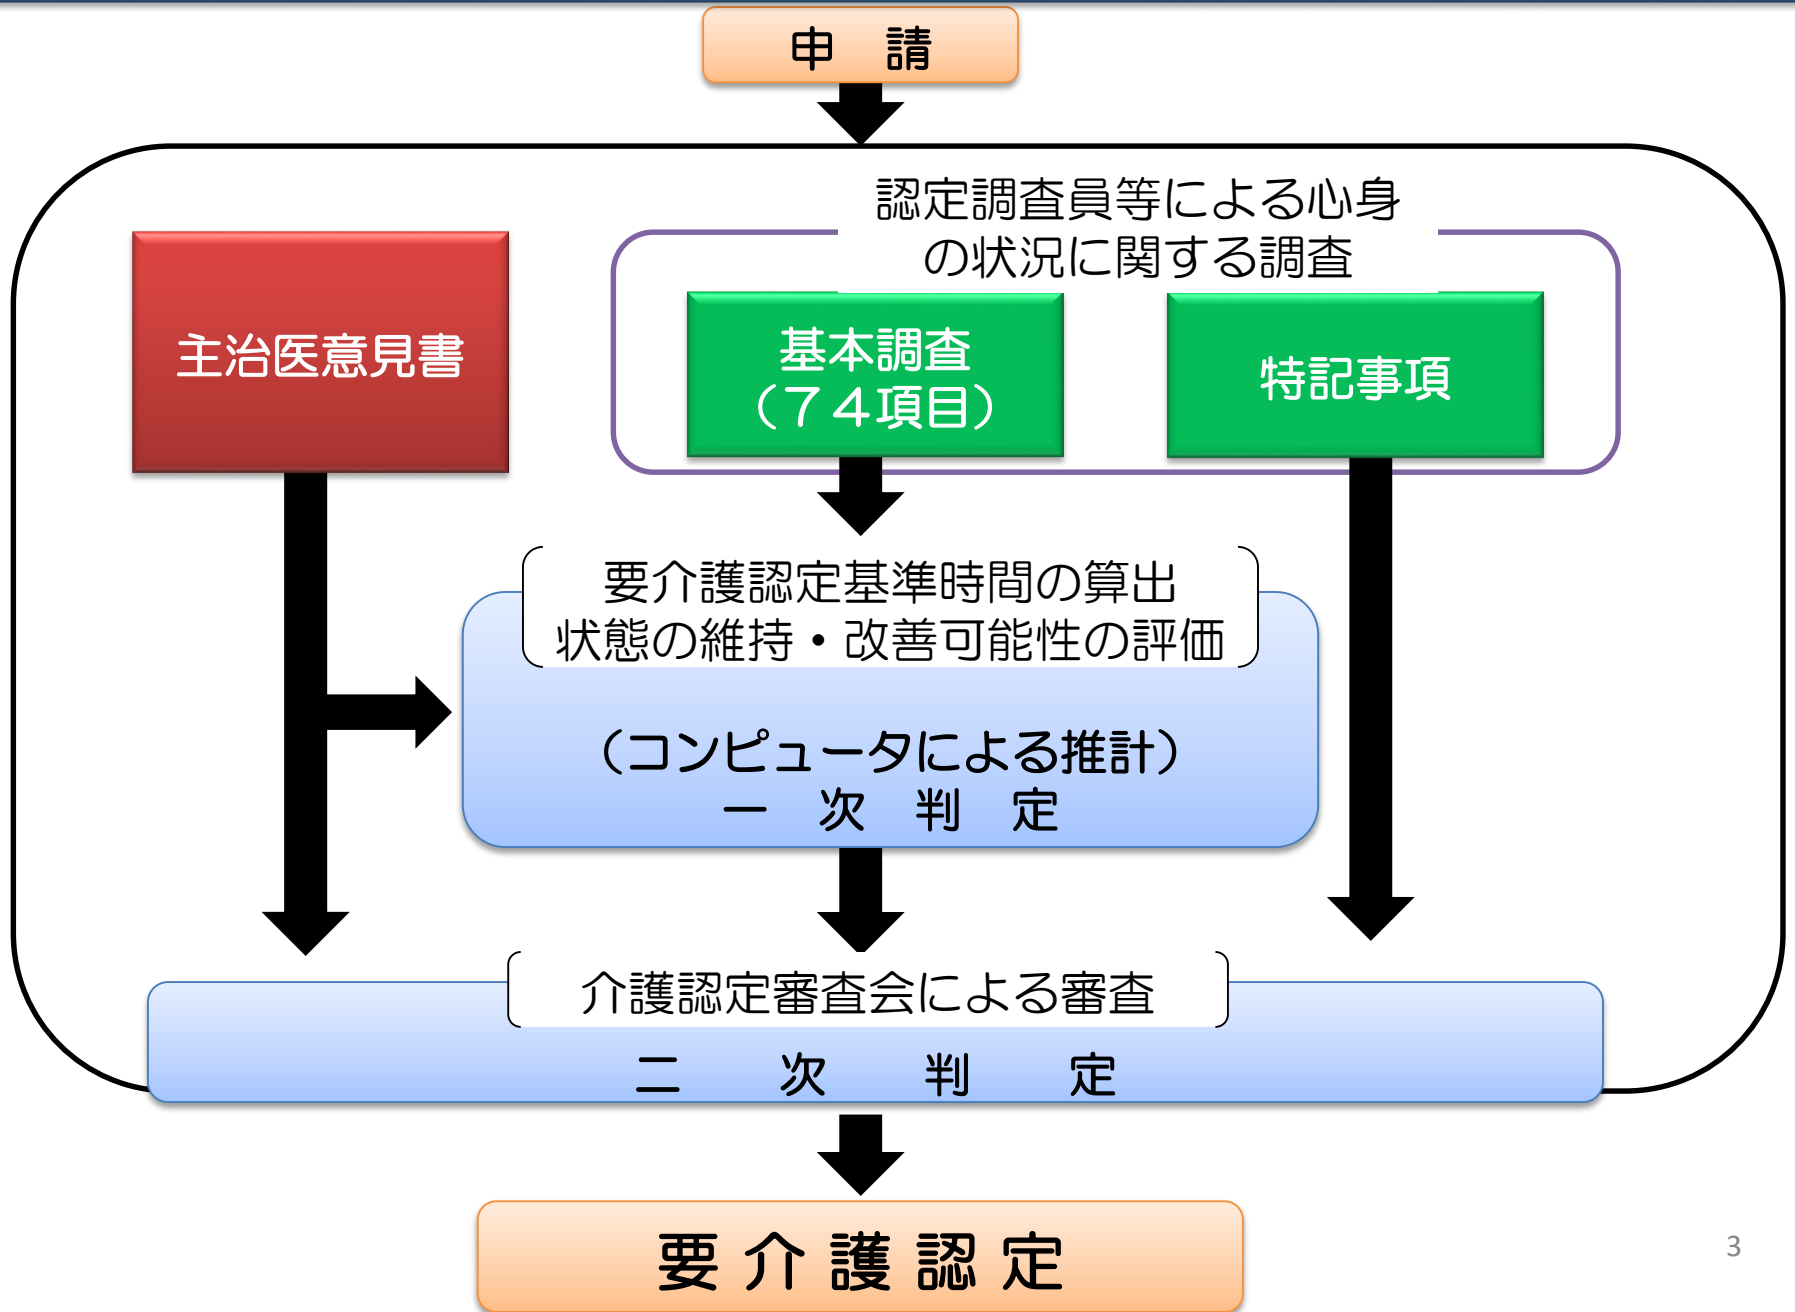 申　請
認定調査員等による心身
の状況に関する調査
主治医意見書
基本調査
（７４項目）
特記事項
要介護認定基準時間の算出
状態の維持・改善可能性の評価
（コンピュータによる推計）
一　次　判　定
介護認定審査会による審査
二　　次　　判　　定
要 介 護 認 定
3